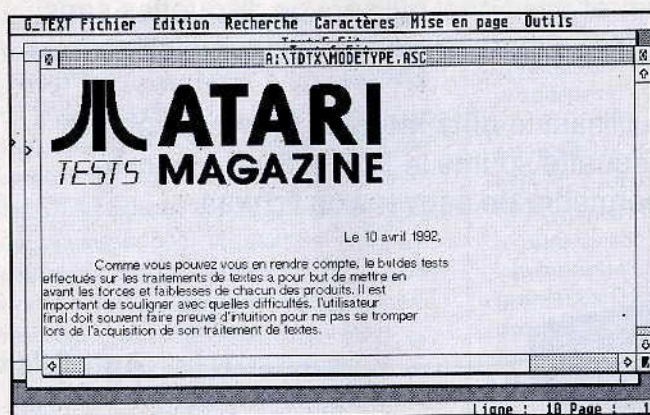 G_TEXT Fichier Edition Recherche Caractères Mise en page Outils
A:\TDTX\MODETYPE.ASC
ATARI
TESTS MAGAZINE
Le 10 avril 1992,
Comme vous pouvez vous en rendre compte, le but des tests
effectués sur les traitements de textes a pour but de mettre en
avant les forces et faiblesses de chacun des produits. Il est
important de souligner avec quelles difficultés, l'utilisateur
final doit souvent faire preuve d'intuition pour ne pas se tromper
lors de l'acquisition de son traitement de textes.
Ligne : 10 Page : 1